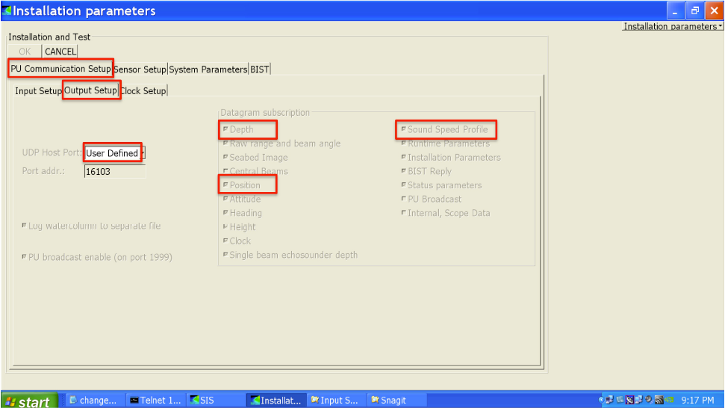 Installation parameters
Installation parameters
Installation and Test
OK CANCEL
PU Communication Setup Sensor Setup System Parameters BIST
Input Setup Output Setup Clock Setup
Datagram subscription
UDP Host Port: User Defined
Port addr.: 16103
Log watercolumn to separate file
PU broadcast enable (on port 1999)
Depth
Raw range and beam angle
Seabed Image
Central Beams
Position
Attitude
Heading
Height
Clock
Single beam echosounder depth
Sound Speed Profile
Runtime Parameters
Installation Parameters
BIST Reply
Status parameters
PU Broadcast
Internal, Scope Data
start change... Telnet 1... SIS Installat... Input S... Snagit 9:17 PM